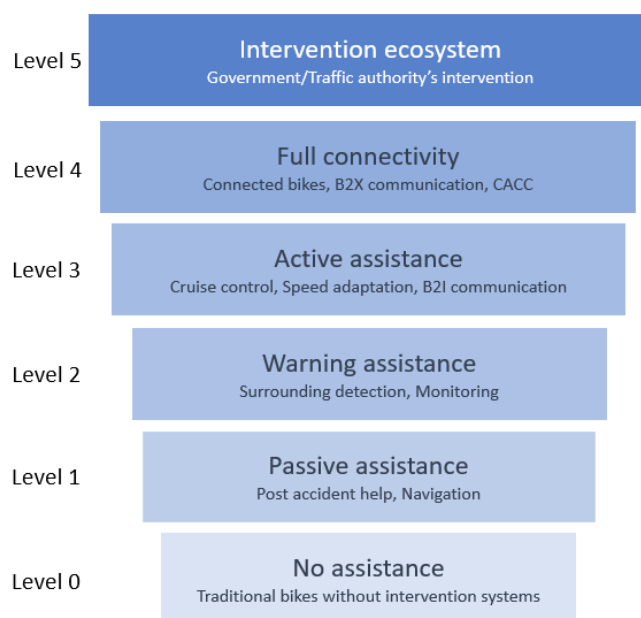 Level 5
Intervention ecosystem
Government/Traffic authority's intervention
Level 4
Full connectivity
Connected bikes, B2X communication, CACC
Level 3
Active assistance
Cruise control, Speed adaptation, B2I communication
Level 2
Warning assistance
Surrounding detection, Monitoring
Level 1
Passive assistance
Post accident help, Navigation
Level 0
No assistance
Traditional bikes without intervention systems